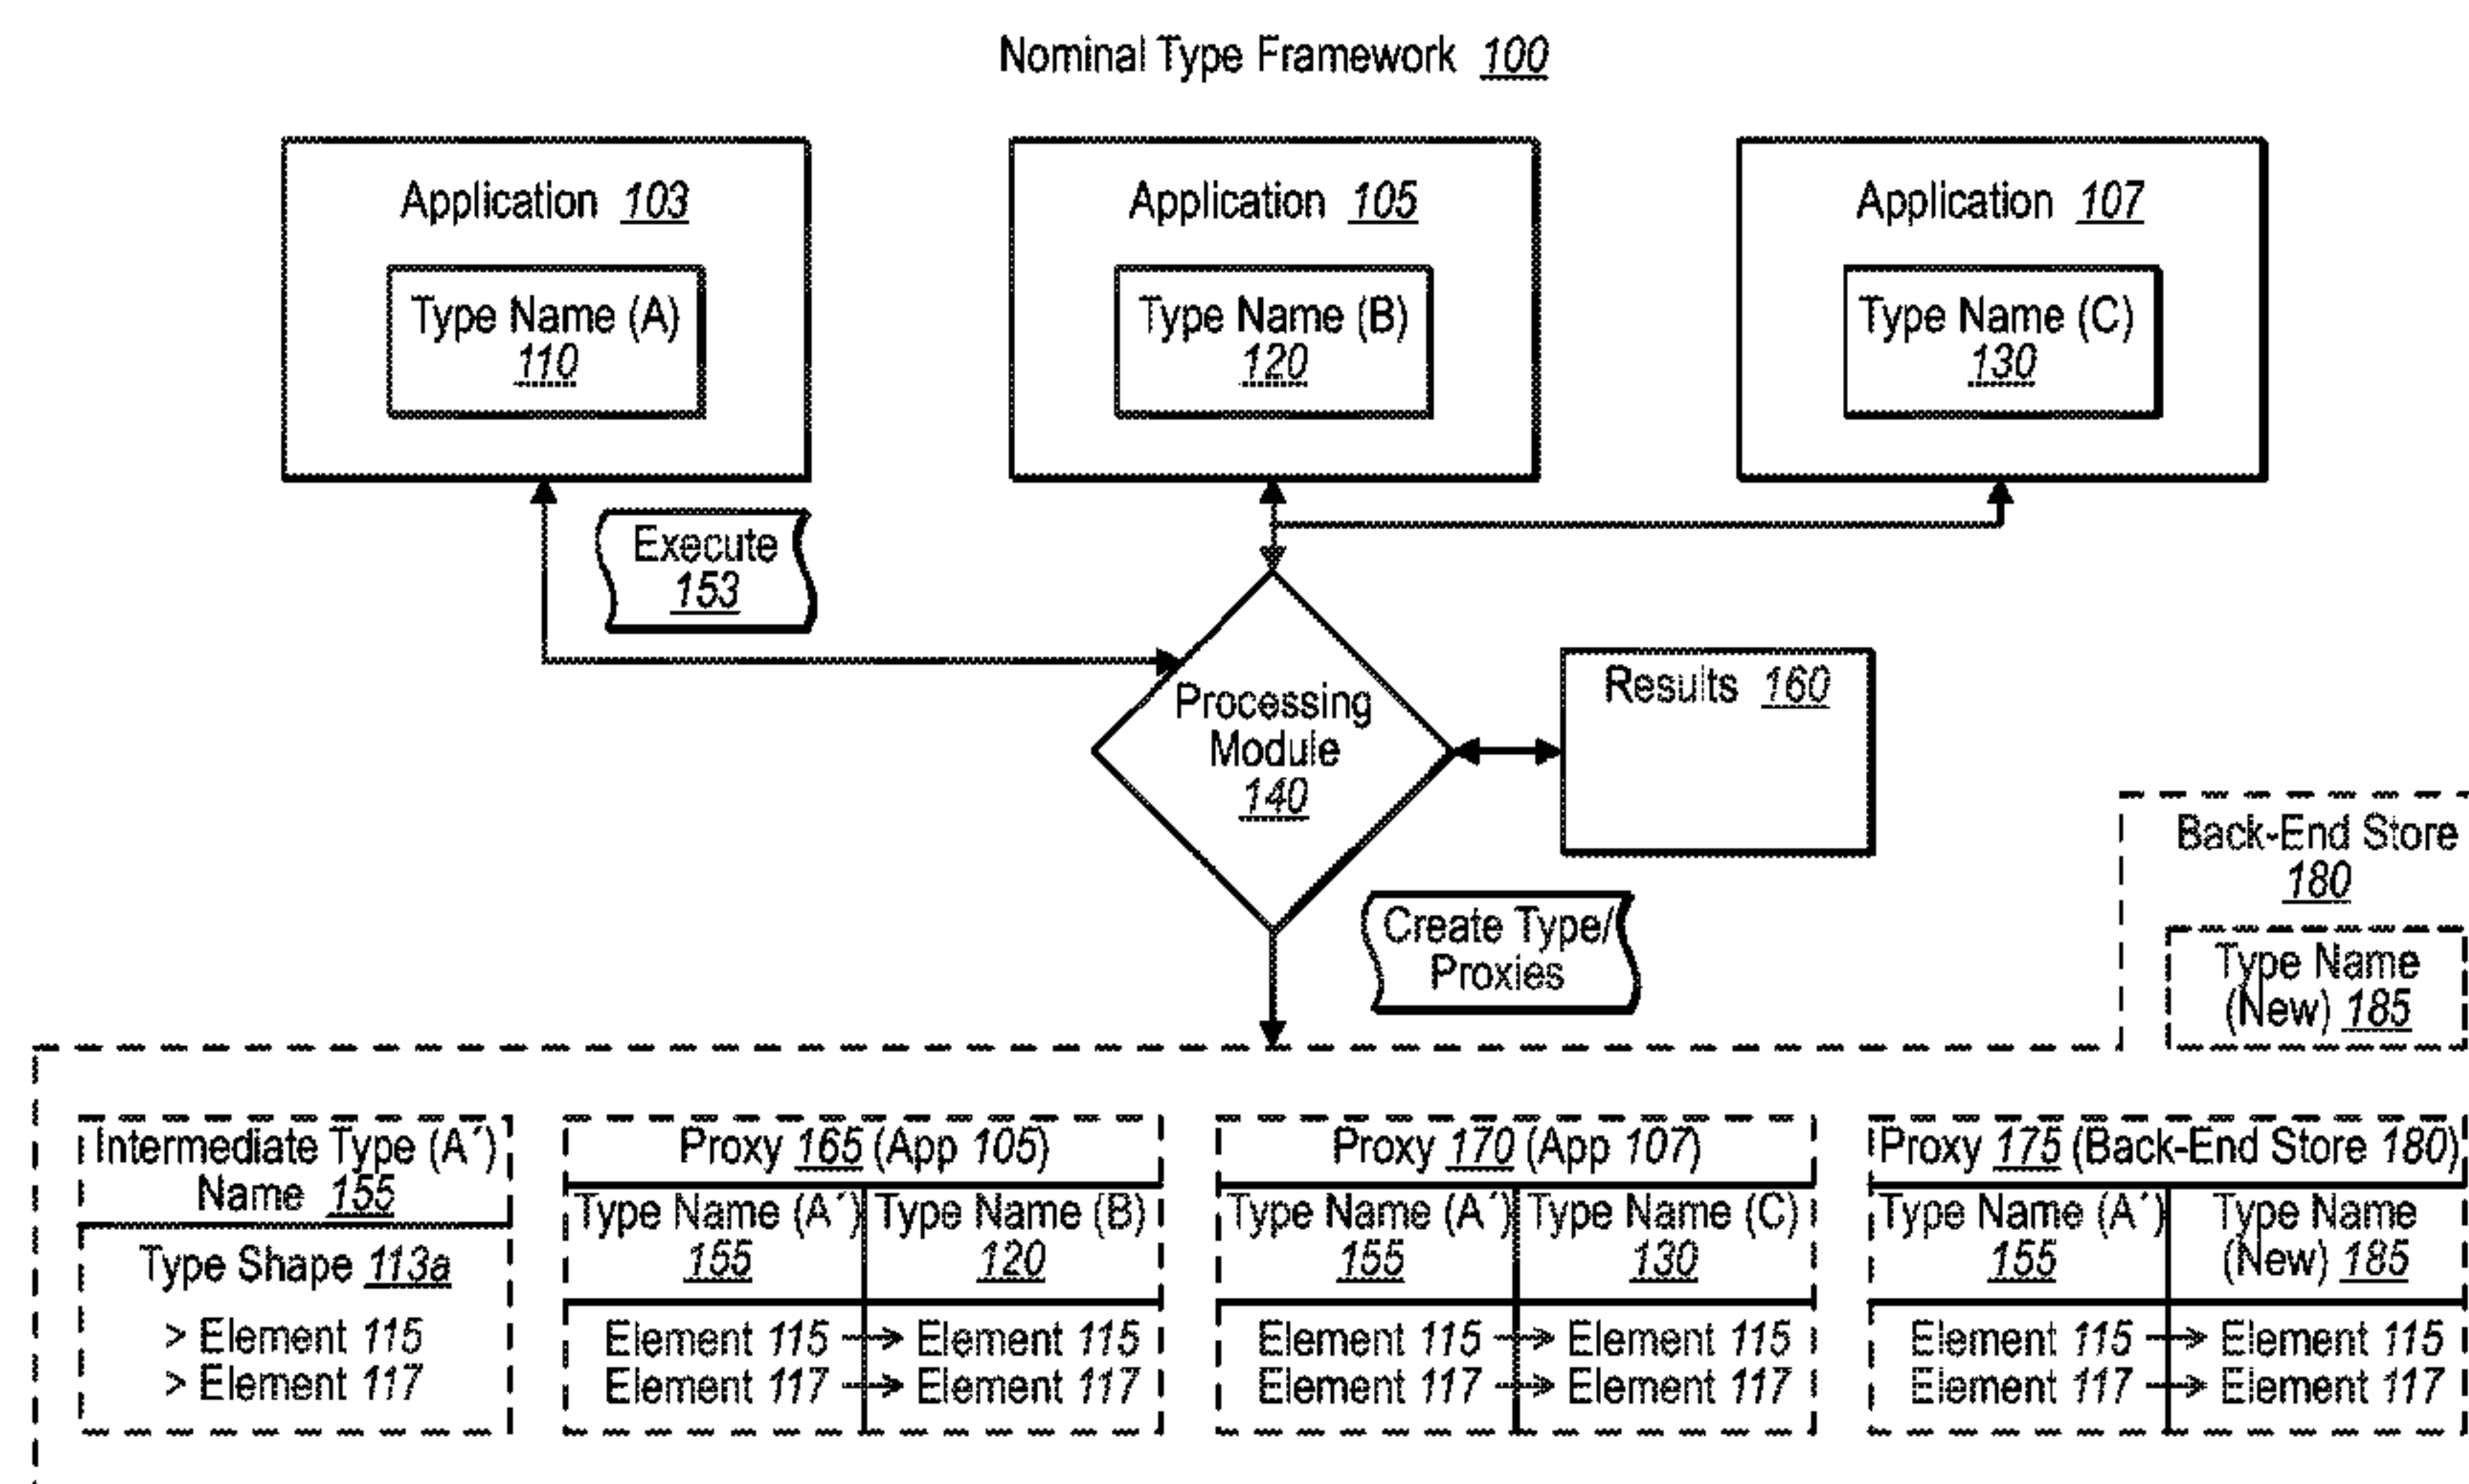 Nominal Type Framework 100
Application 103
Type Name (A)
110
Application 105
Type Name (B)
120
Application 107
Type Name (C)
130
Execute
153
Processing
Module
140
Results 160
Back-End Store
180
Type Name
(New) 185
Create Type/
Proxies
Intermediate Type (A´)
Name 155
Type Shape 113a
> Element 115
> Element 117
Proxy 165 (App 105)
Type Name (A´)
155
Type Name (B)
120
Element 115 → Element 115
Element 117 → Element 117
Proxy 170 (App 107)
Type Name (A´)
155
Type Name (C)
130
Element 115 → Element 115
Element 117 → Element 117
Proxy 175 (Back-End Store 180)
Type Name (A´)
155
Type Name
(New) 185
Element 115 → Element 115
Element 117 → Element 117